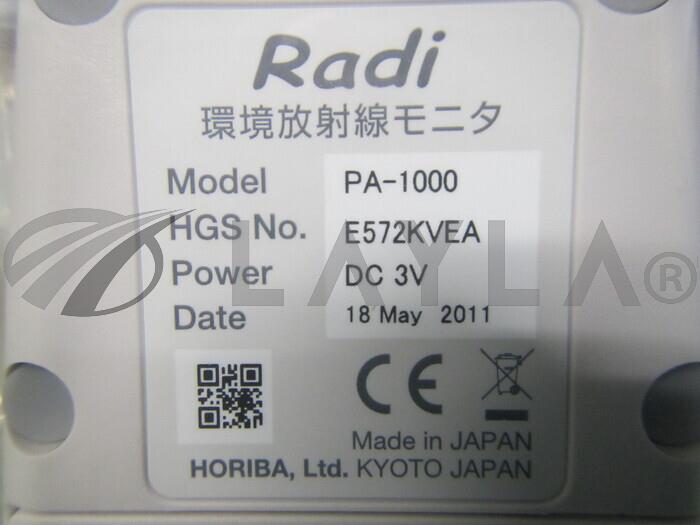 Radi
環境放射線モニタ
Model PA-1000
HGS No. E572KVEA
Power DC 3V
Date 18 May 2011
LAYLA®
CE
Made in JAPAN
HORIBA, Ltd. KYOTO JAPAN